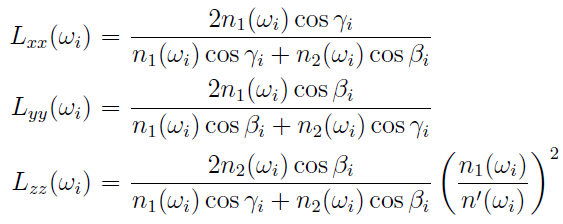 L_{xx}(\omega_i) = \frac{2n_1(\omega_i)\cos\gamma_i}{n_1(\omega_i)\cos\gamma_i + n_2(\omega_i)\cos\beta_i}
L_{yy}(\omega_i) = \frac{2n_1(\omega_i)\cos\beta_i}{n_1(\omega_i)\cos\beta_i + n_2(\omega_i)\cos\gamma_i}
L_{zz}(\omega_i) = \frac{2n_2(\omega_i)\cos\beta_i}{n_1(\omega_i)\cos\gamma_i + n_2(\omega_i)\cos\beta_i} \left(\frac{n_1(\omega_i)}{n'(\omega_i)}\right)^2